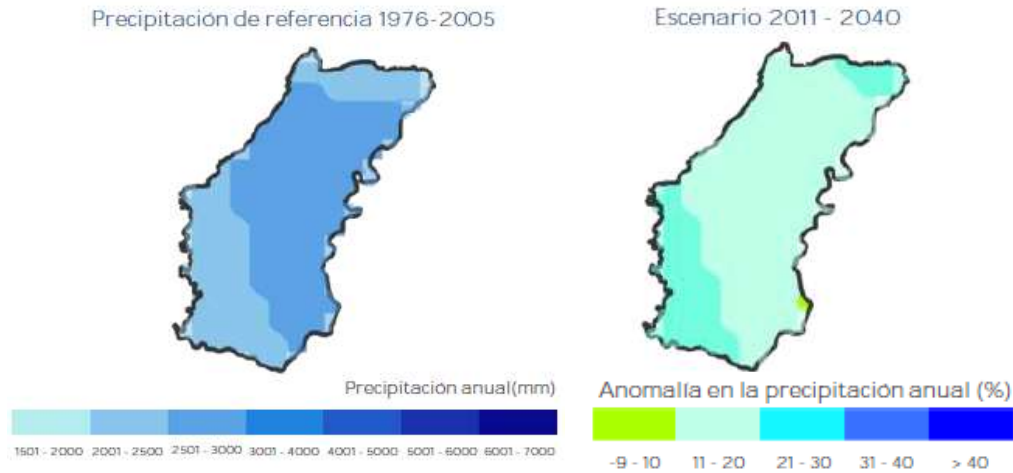 Precipitación de referencia 1976-2005
Escenario 2011 - 2040
Precipitación anual(mm)
1501 - 2000 2001 - 2500 2501 - 3000 3001 - 4000 4001 - 5000 5001 - 6000 6001 - 7000
Anomalía en la precipitación anual (%)
-9 - 10 11 - 20 21 - 30 31 - 40 > 40